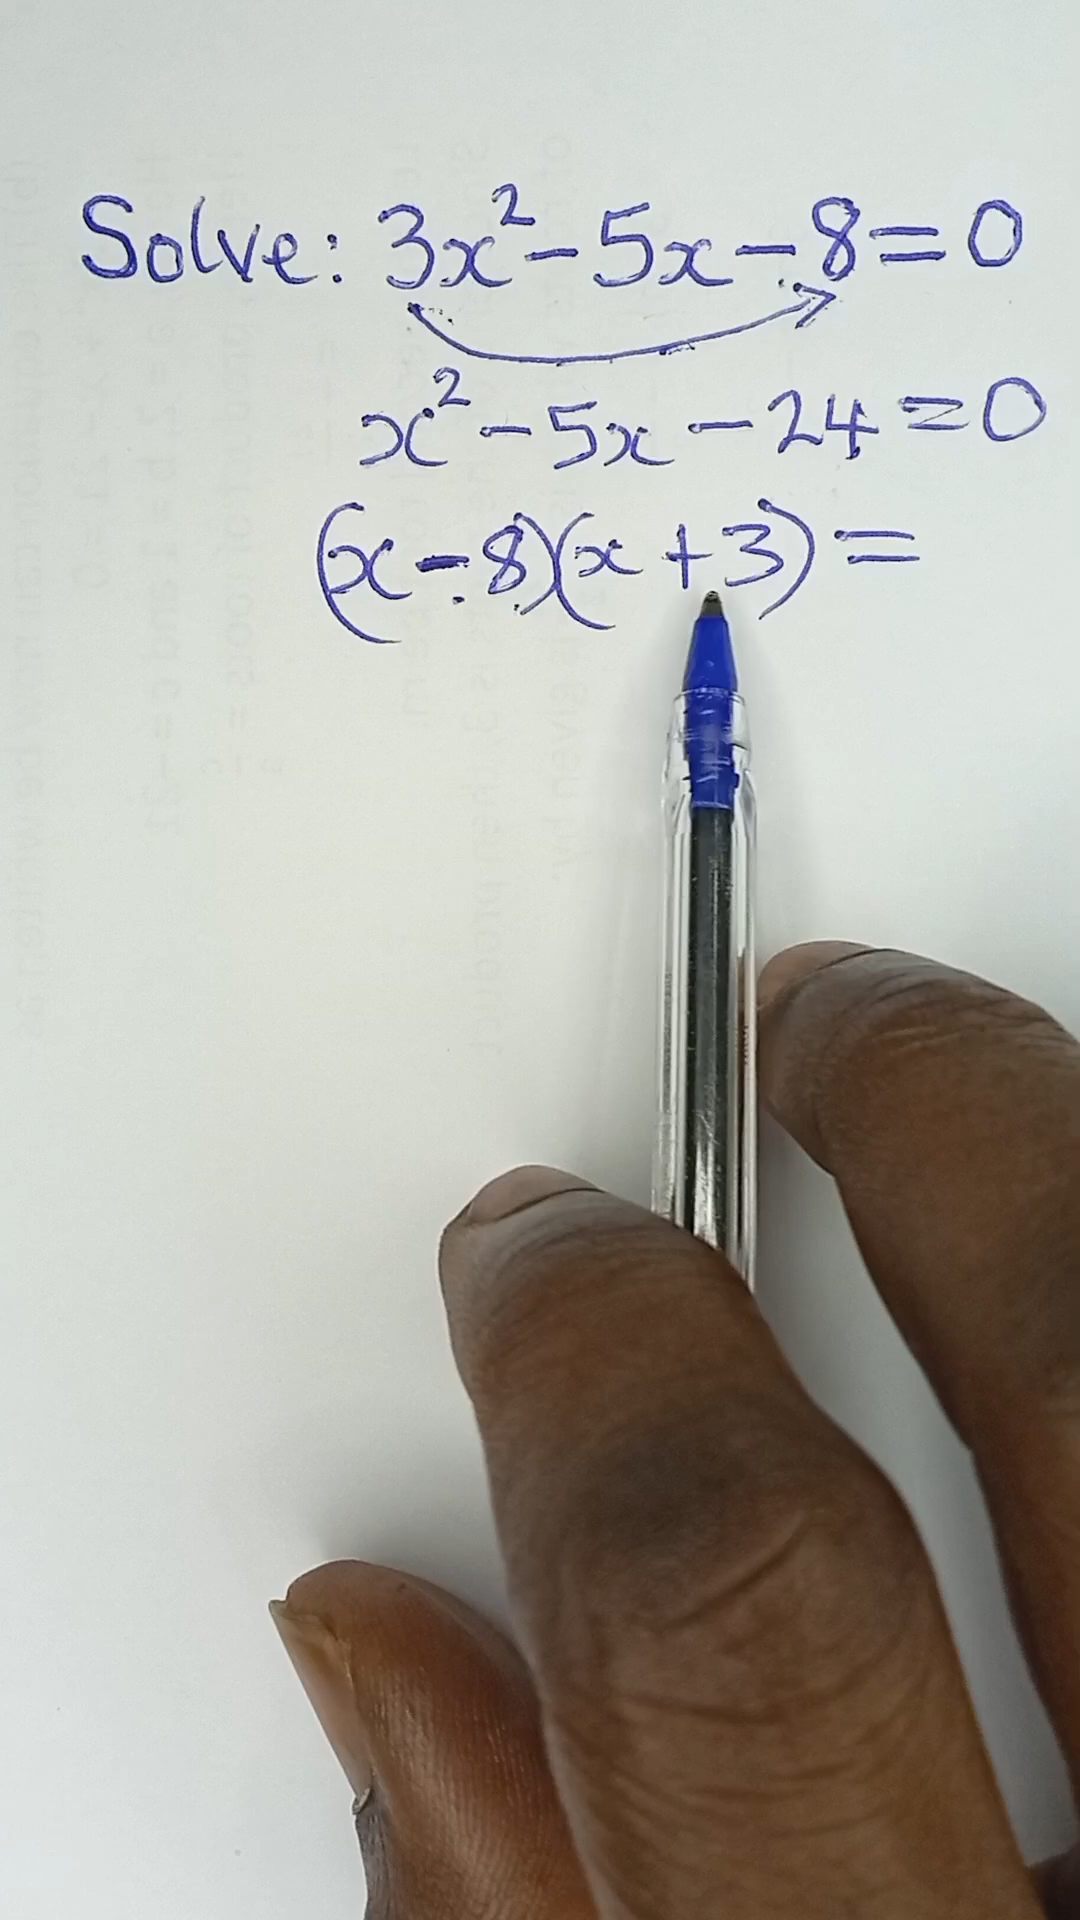 Solve: 3x² - 5x - 8 = 0
x² - 5x - 24 = 0
(x - 8)(x + 3) =